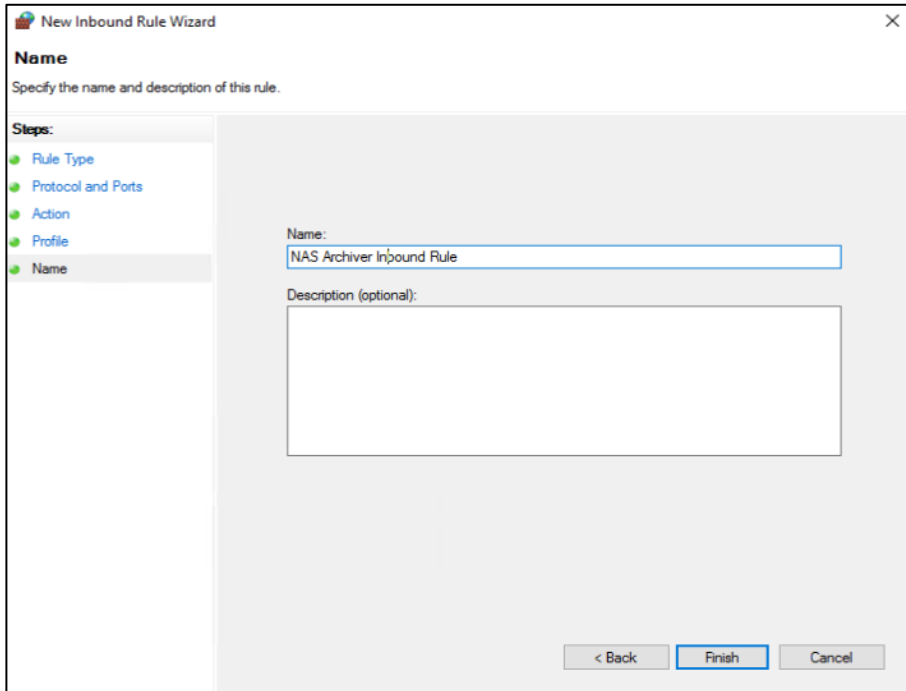 New Inbound Rule Wizard
Name
Specify the name and description of this rule.
Steps:
Rule Type
Protocol and Ports
Action
Profile
Name
Name:
NAS Archiver Inbound Rule
Description (optional):
< Back
Finish
Cancel